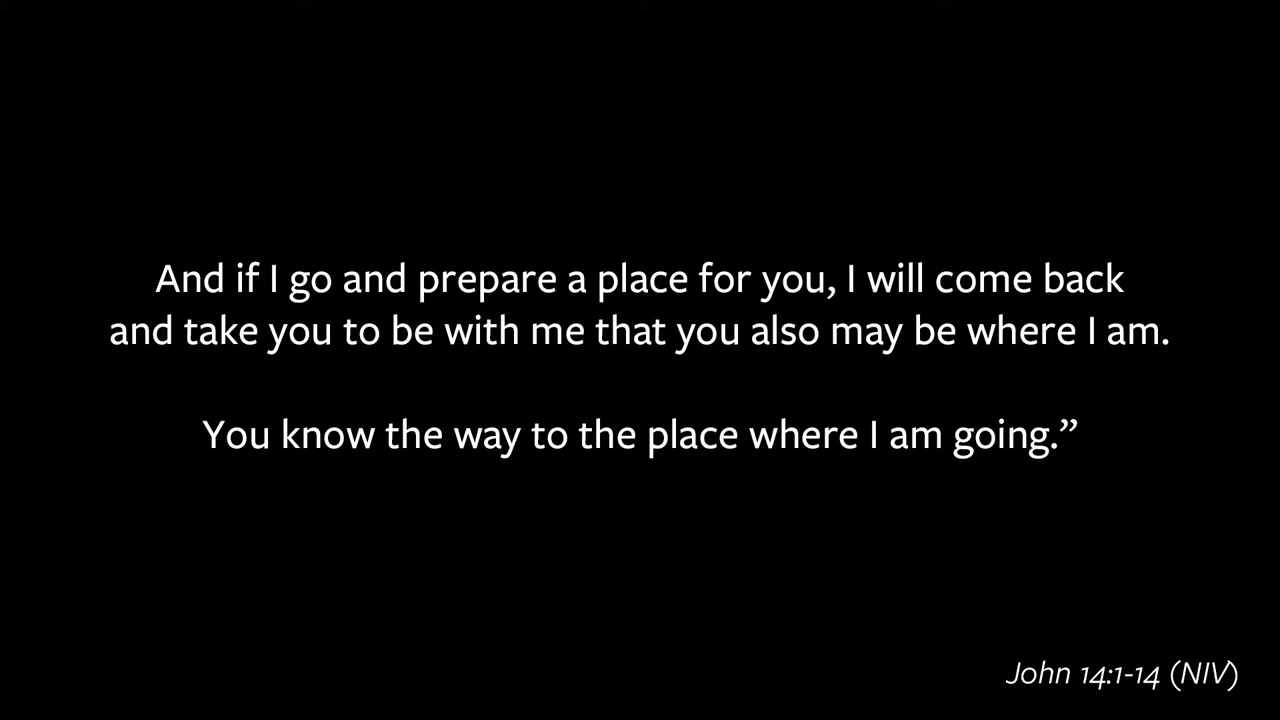 And if I go and prepare a place for you, I will come back
and take you to be with me that you also may be where I am.
You know the way to the place where I am going.”
John 14:1-14 (NIV)